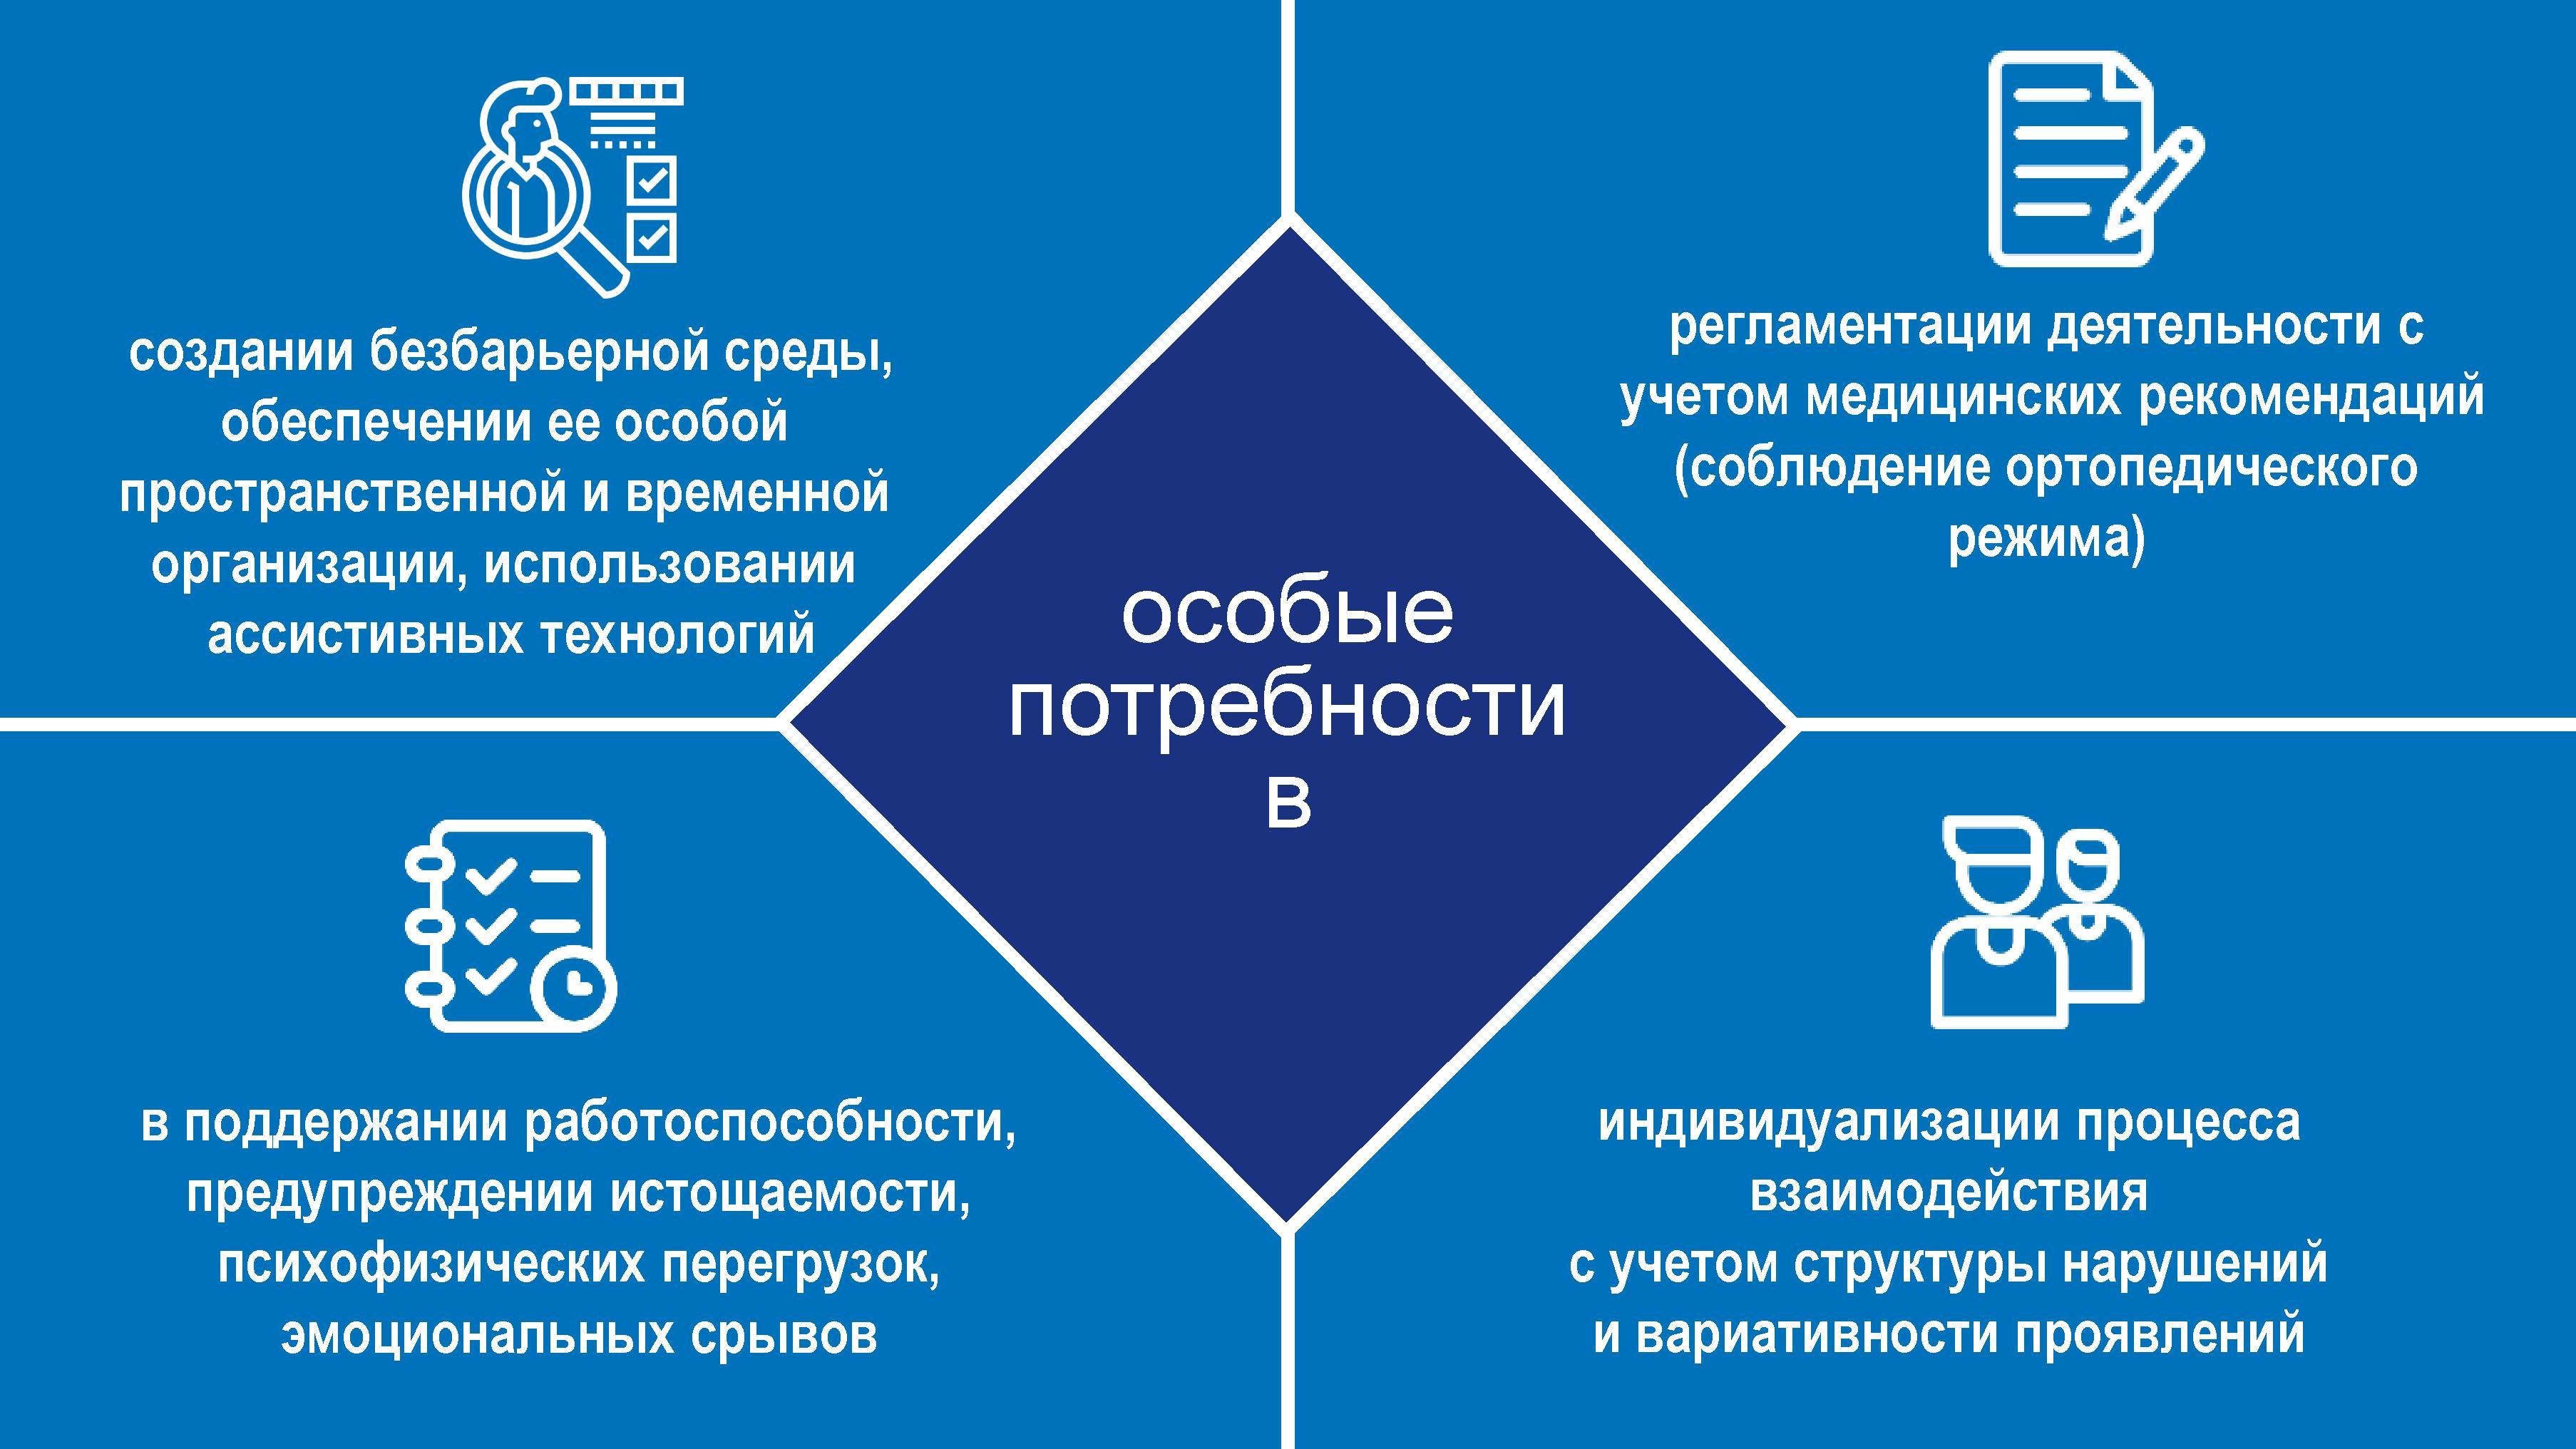 создании безбарьерной среды,
обеспечении ее особой
пространственной и временной
организации, использовании
ассистивных технологий
регламентации деятельности с
учетом медицинских рекомендаций
(соблюдение ортопедического
режима)
особые
потребности
в
в поддержании работоспособности,
предупреждении истощаемости,
психофизических перегрузок,
эмоциональных срывов
индивидуализации процесса
взаимодействия
с учетом структуры нарушений
и вариативности проявлений